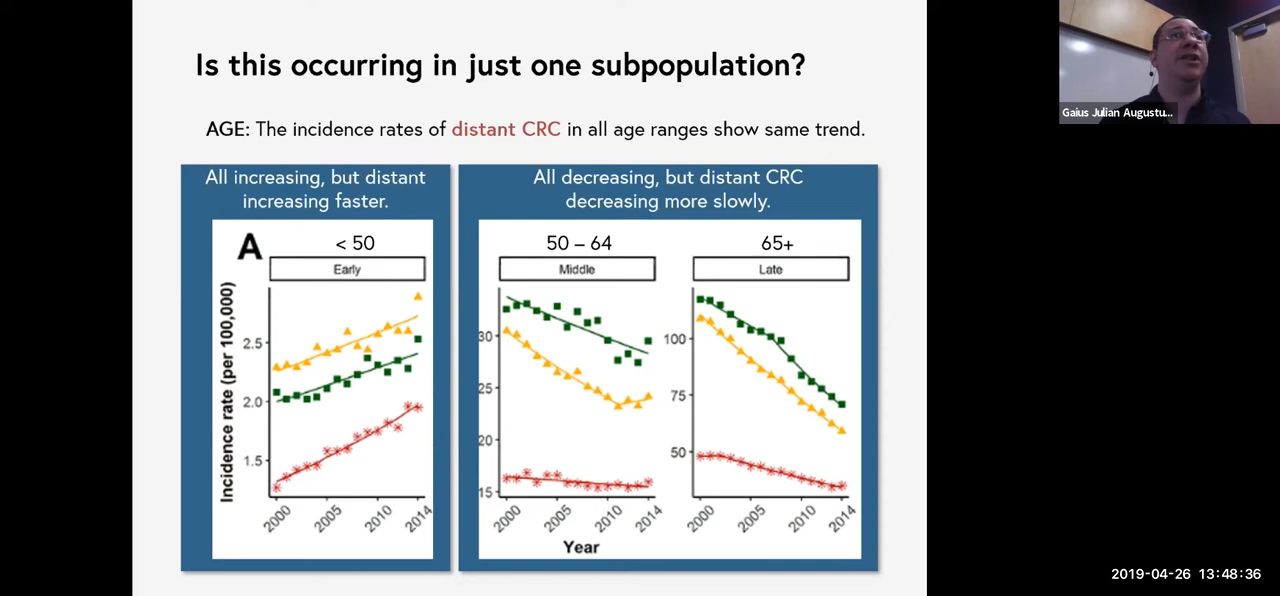 Is this occurring in just one subpopulation?
AGE: The incidence rates of distant CRC in all age ranges show same trend.
All increasing, but distant
increasing faster.
A
< 50
Early
Incidence rate (per 100,000)
2.5
2.0
1.5
2000
2005
2010
2014
All decreasing, but distant CRC
decreasing more slowly.
50 – 64
Middle
30
25
20
15
2000
2005
2010
2014
65+
Late
100
75
50
2000
2005
2010
2014
Year
Gaius Julian Augustu...
2019-04-26 13:48:36